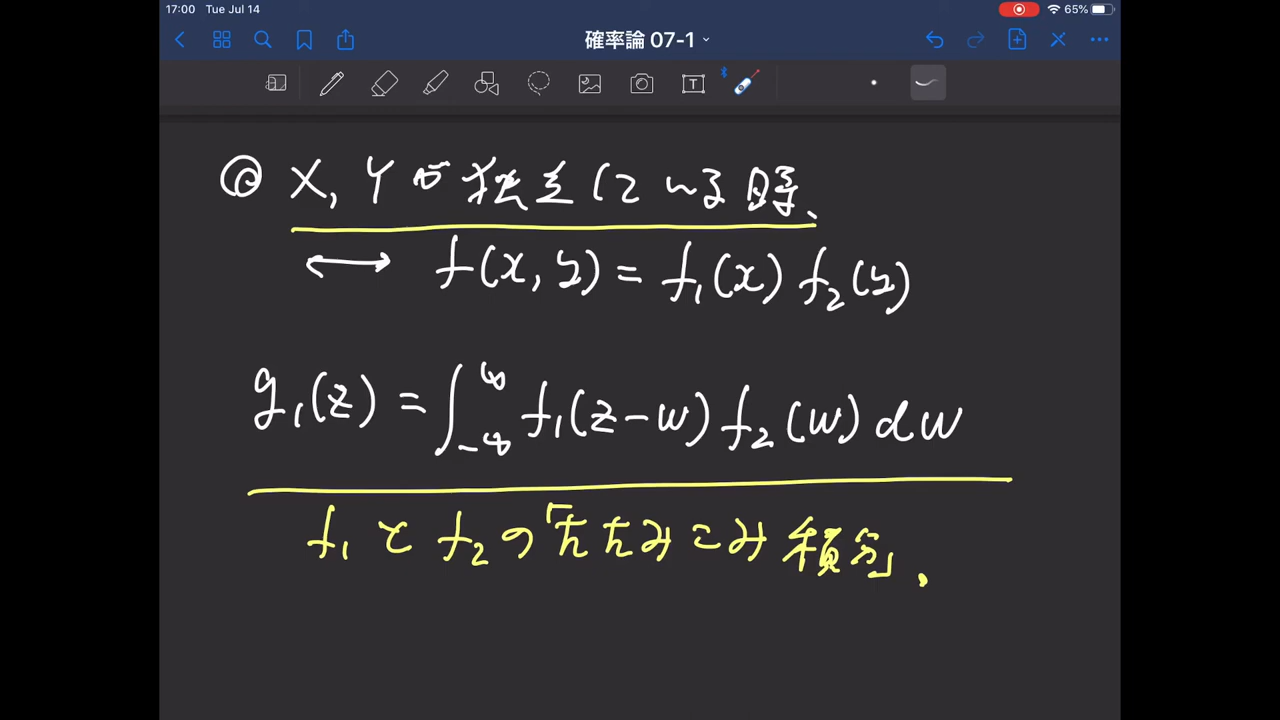 17:00 Tue Jul 14
65%
確率論 07-1
T
◎ X, Y が独立している時、
⟷ f(x, y) = f₁(x) f₂(y)
g₁(z) = ∫_{-∞}^{∞} f₁(z-w) f₂(w) dw
f₁ と f₂ の「たたみこみ積分」.